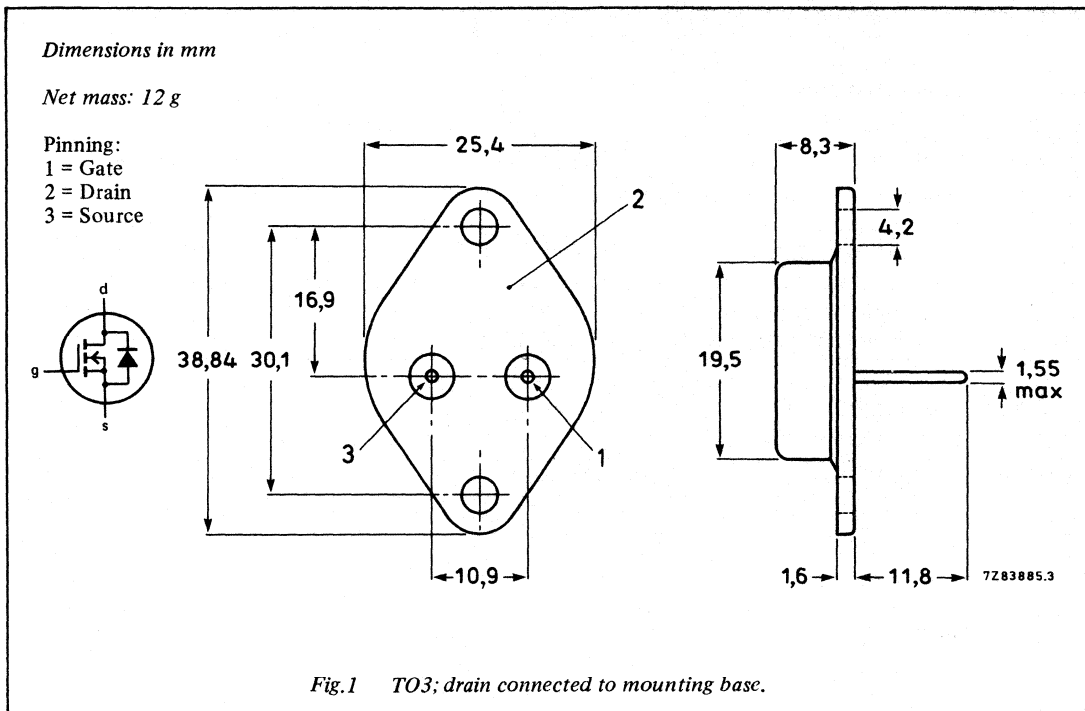 Dimensions in mm
Net mass: 12 g
Pinning:
1 = Gate
2 = Drain
3 = Source
d
g
s
25,4
2
38,84
30,1
16,9
3
1
10,9
8,3
4,2
19,5
1,55
max
1,6
11,8
7Z83885.3
Fig.1 TO3; drain connected to mounting base.